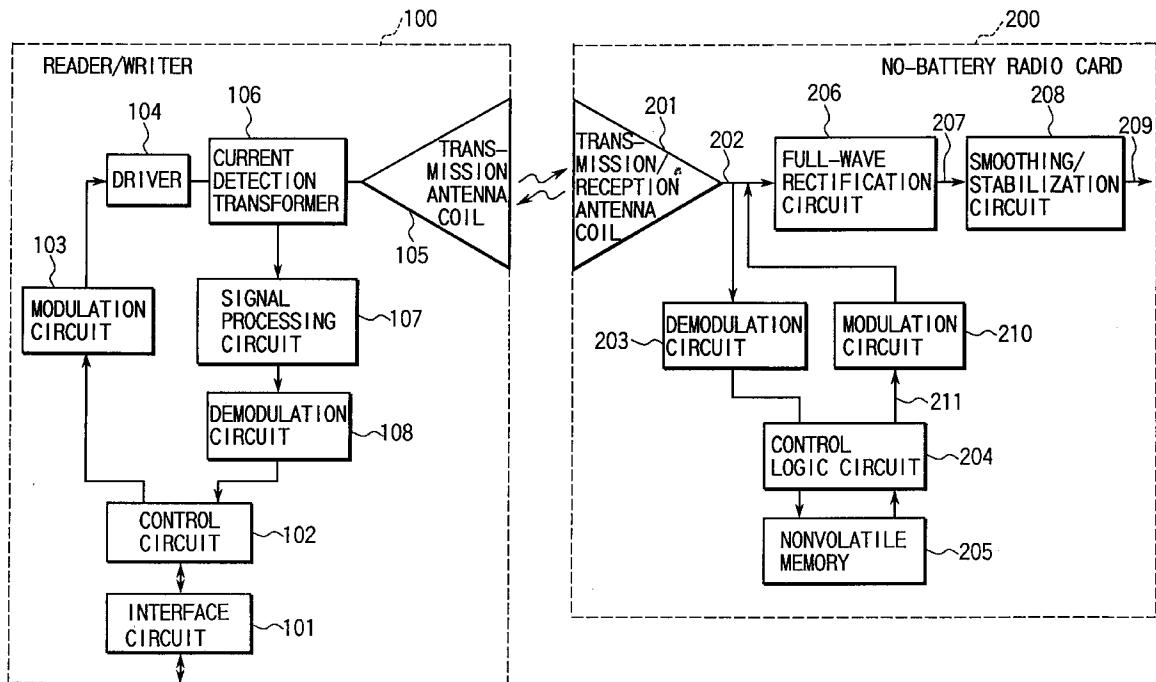 100
200
READER/WRITER
NO-BATTERY RADIO CARD
104
106
DRIVER
CURRENT
DETECTION
TRANSFORMER
TRANS-
MISSION
ANTENNA
COIL
105
103
MODULATION
CIRCUIT
SIGNAL
PROCESSING
CIRCUIT
107
DEMODULATION
CIRCUIT
108
CONTROL
CIRCUIT
102
INTERFACE
CIRCUIT
101
201
TRANS-
MISSION/
RECEPTION
ANTENNA
COIL
202
206
FULL-WAVE
RECTIFICATION
CIRCUIT
207
208
SMOOTHING/
STABILIZATION
CIRCUIT
209
203
DEMODULATION
CIRCUIT
MODULATION
CIRCUIT
210
211
CONTROL
LOGIC CIRCUIT
204
NONVOLATILE
MEMORY
205